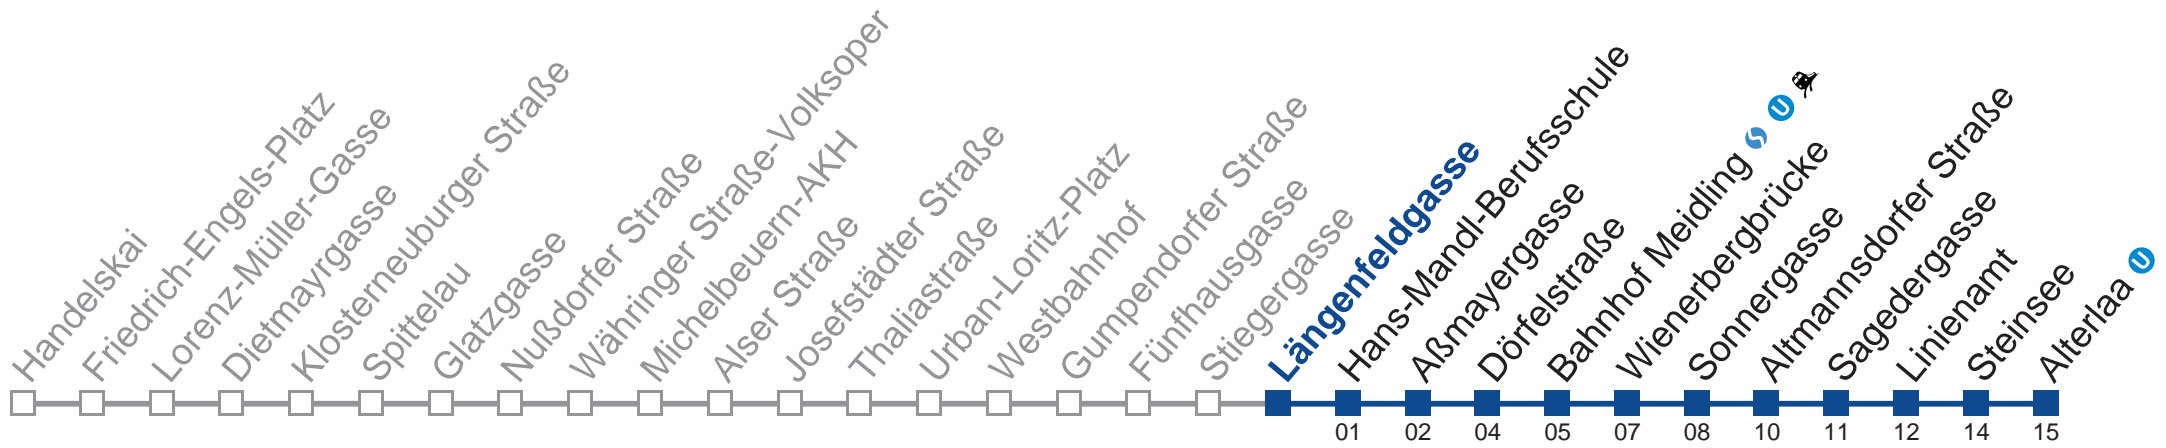 Handelskai
Friedrich-Engels-Platz
Lorenz-Müller-Gasse
Dietmayrgasse
Klosterneuburger Straße
Spittelau
Glatzgasse
Nußdorfer Straße
Währinger Straße-Volksoper
Michelbeuern-AKH
Alser Straße
Josefstädter Straße
Thaliastraße
Urban-Loritz-Platz
Westbahnhof
Gumpendorfer Straße
Fünfhausgasse
Stiegergasse
Längenfeldgasse
Hans-Mandl-Berufsschule
Aßmayergasse
Dörfelstraße
Bahnhof Meidling S U
Wienerbergbrücke
Sonnergasse
Altmannsdorfer Straße
Sagedergasse
Linienamt
Steinsee
Alterlaa U
01 02 04 05 07 08 10 11 12 14 15